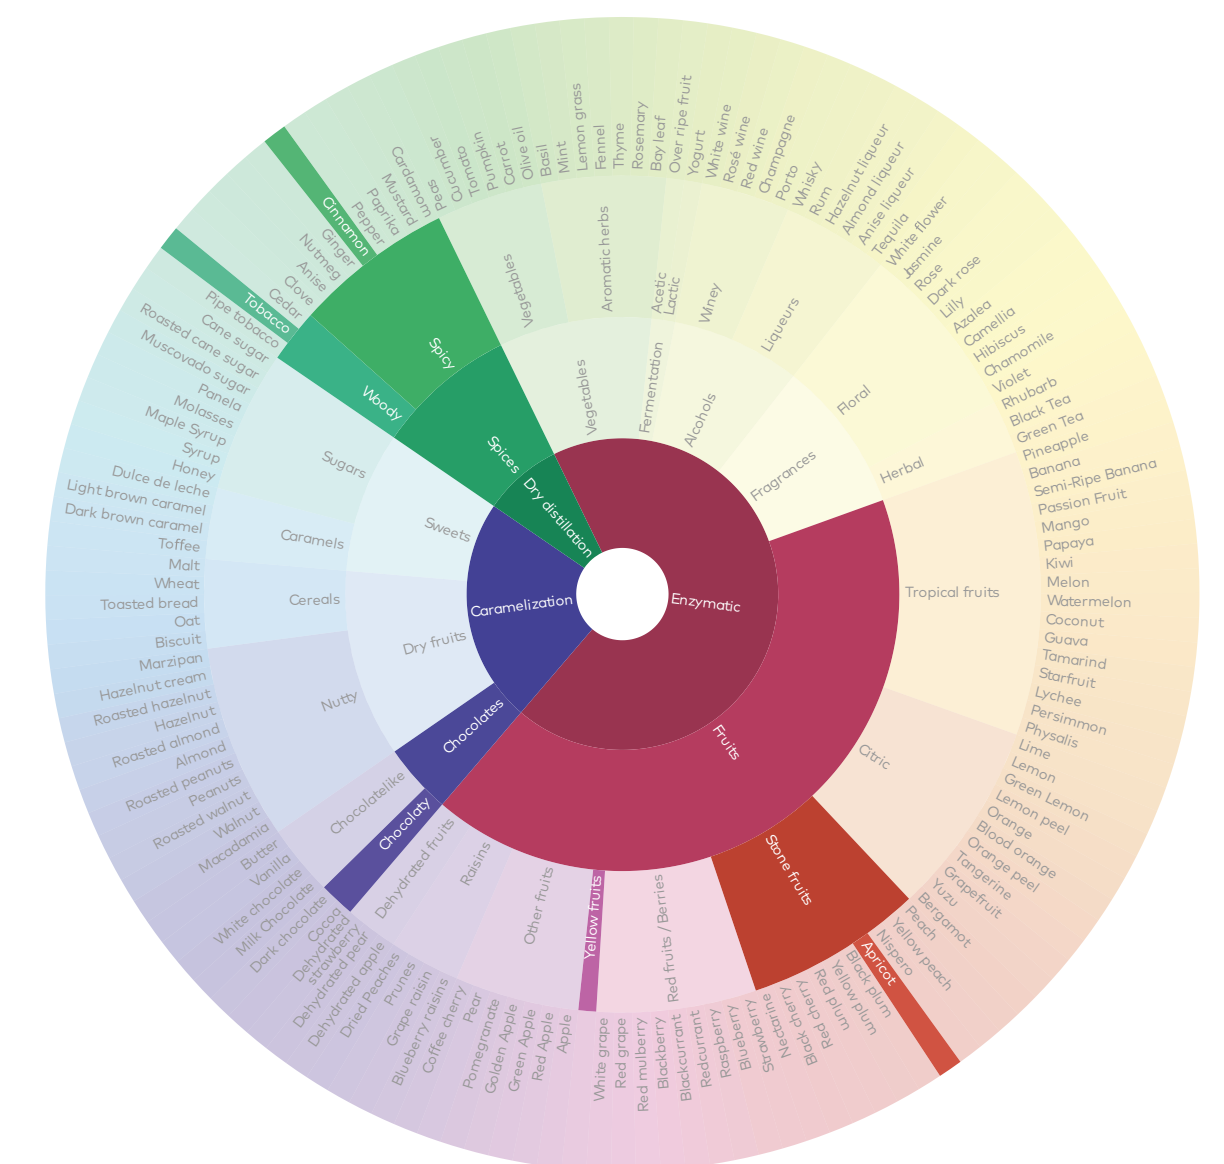 Enzymatic
Caramelization
Dry distillation
Vegetables
Fermentation
Alcohols
Fragrances
Fruits
Chocolates
Dry fruits
Sweets
Spices
Vegetables
Aromatic herbs
Acetic
Lactic
Winey
Liqueurs
Floral
Herbal
Tropical fruits
Citric
Stone fruits
Red fruits / Berries
Yellow fruits
Other fruits
Raisins
Dehydrated fruits
Chocolaty
Chocolatelike
Nutty
Cereals
Caramels
Sugars
Woody
Spicy
Peas
Cucumber
Tomato
Pumpkin
Carrot
Olive oil
Basil
Mint
Lemon grass
Fennel
Thyme
Rosemary
Bay leaf
Over ripe fruit
Yogurt
White wine
Rosé wine
Red wine
Champagne
Porto
Whisky
Rum
Hazelnut liqueur
Almond liqueur
Anise liqueur
Tequila
White flower
Jasmine
Rose
Dark rose
Lilly
Azalea
Camellia
Hibiscus
Chamomile
Violet
Rhubarb
Black Tea
Green Tea
Pineapple
Banana
Semi-Ripe Banana
Passion Fruit
Mango
Papaya
Kiwi
Melon
Watermelon
Coconut
Guava
Tamarind
Starfruit
Lychee
Persimmon
Physalis
Lime
Lemon
Green Lemon
Lemon peel
Orange
Blood orange
Orange peel
Tangerine
Grapefruit
Yuzu
Bergamot
Peach
Yellow peach
Nispero
Apricot
Black plum
Yellow plum
Red plum
Red cherry
Black cherry
Nectarine
Strawberry
Blueberry
Raspberry
Redcurrant
Blackcurrant
Blackberry
Red mulberry
Red grape
White grape
Apple
Red Apple
Green Apple
Golden Apple
Pomegranate
Pear
Coffee cherry
Blueberry raisins
Grape raisin
Prunes
Dried Peaches
Dehydrated apple
Dehydrated pear
Dehydrated
strawberry
Cocoa
Dark chocolate
Milk Chocolate
White chocolate
Vanilla
Butter
Macadamia
Walnut
Roasted walnut
Peanuts
Roasted peanuts
Almond
Roasted almond
Hazelnut
Roasted hazelnut
Hazelnut cream
Marzipan
Biscuit
Oat
Toasted bread
Wheat
Malt
Toffee
Dark brown caramel
Light brown caramel
Dulce de leche
Honey
Syrup
Maple Syrup
Molasses
Panela
Muscovado sugar
Roasted cane sugar
Cane sugar
Pipe tobacco
Tobacco
Cedar
Clove
Anise
Nutmeg
Ginger
Cinnamon
Pepper
Paprika
Mustard
Cardamom